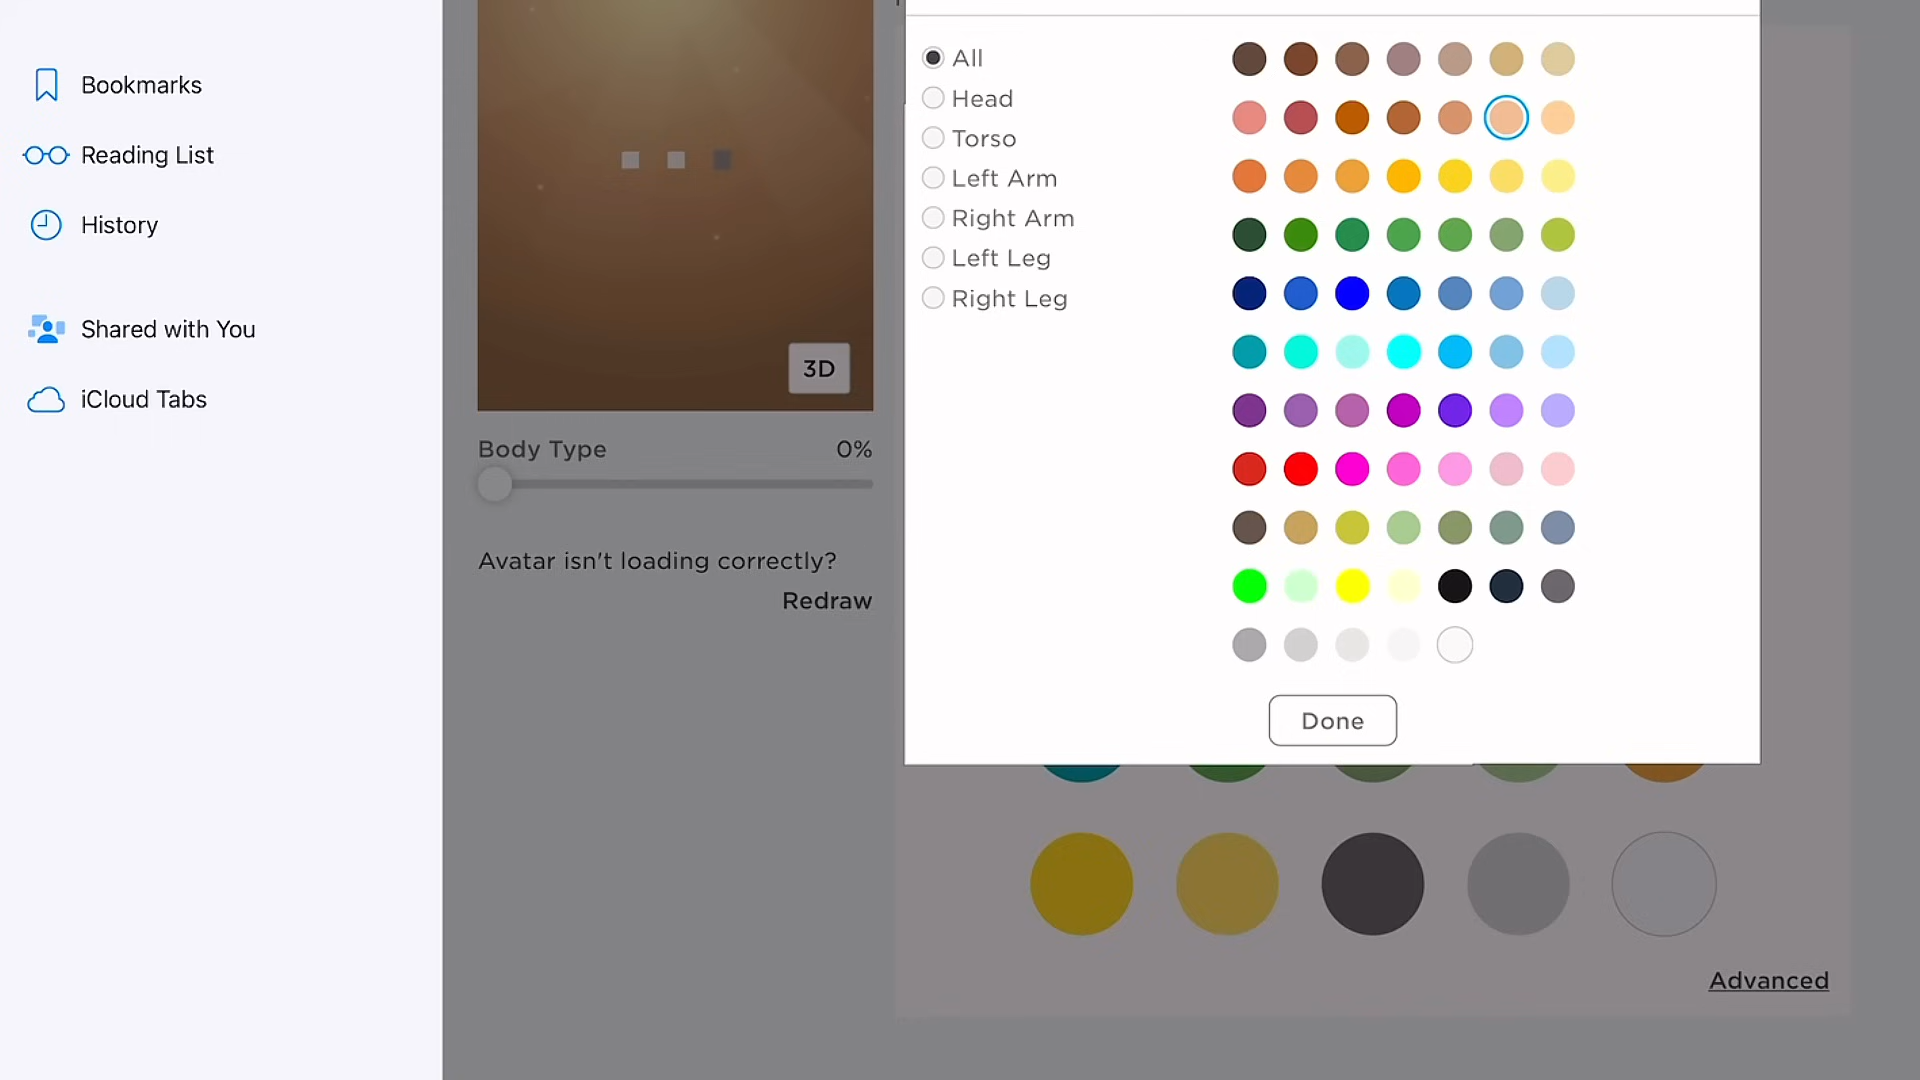 Bookmarks
Reading List
History
Shared with You
iCloud Tabs
3D
Body Type 0%
Avatar isn't loading correctly?
Redraw
All
Head
Torso
Left Arm
Right Arm
Left Leg
Right Leg
Done
Advanced